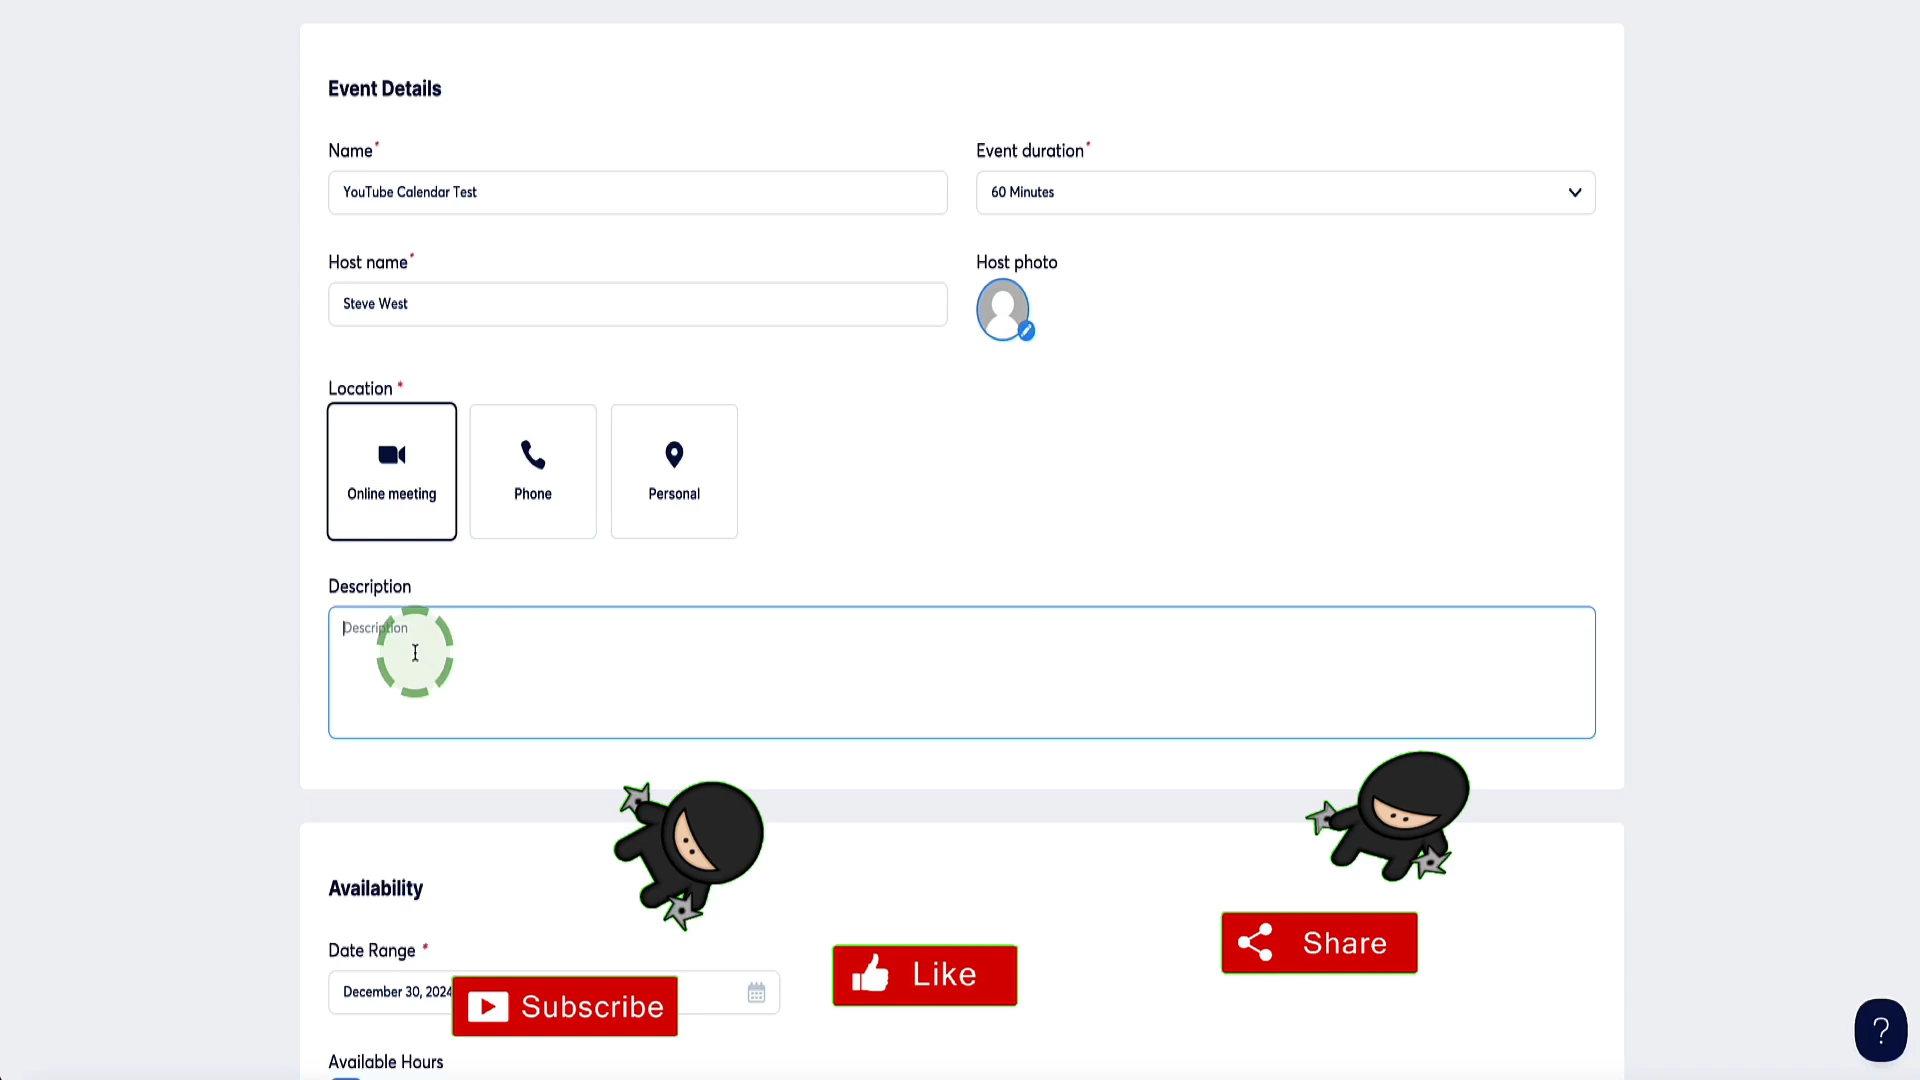 Event Details
Name*
Event duration*
YouTube Calendar Test
60 Minutes
Host name*
Host photo
Steve West
Location *
Online meeting
Phone
Personal
Description
Description
Availability
Date Range *
December 30, 2024
Subscribe
Like
Share
Available Hours
?